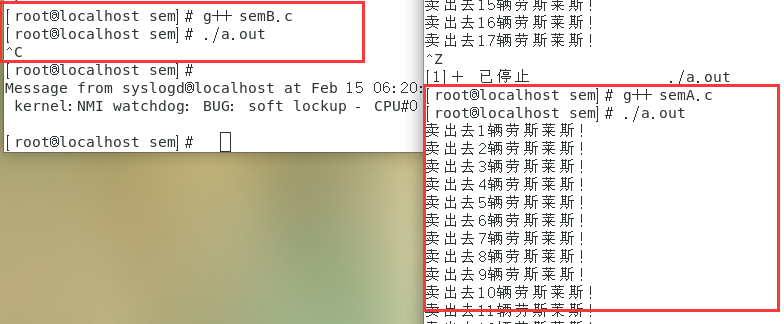 [root@localhost sem]# g++ semB.c
[root@localhost sem]# ./a.out
^C
[root@localhost sem]#
Message from syslogd@localhost at Feb 15 06:20:
kernel:NMI watchdog: BUG: soft lockup - CPU#0
[root@localhost sem]#
卖出去15辆劳斯莱斯!
卖出去16辆劳斯莱斯!
卖出去17辆劳斯莱斯!
^Z
[1]+ 已停止 ./a.out
[root@localhost sem]# g++ semA.c
[root@localhost sem]# ./a.out
卖出去1辆劳斯莱斯!
卖出去2辆劳斯莱斯!
卖出去3辆劳斯莱斯!
卖出去4辆劳斯莱斯!
卖出去5辆劳斯莱斯!
卖出去6辆劳斯莱斯!
卖出去7辆劳斯莱斯!
卖出去8辆劳斯莱斯!
卖出去9辆劳斯莱斯!
卖出去10辆劳斯莱斯!
卖出去11辆劳斯莱斯!